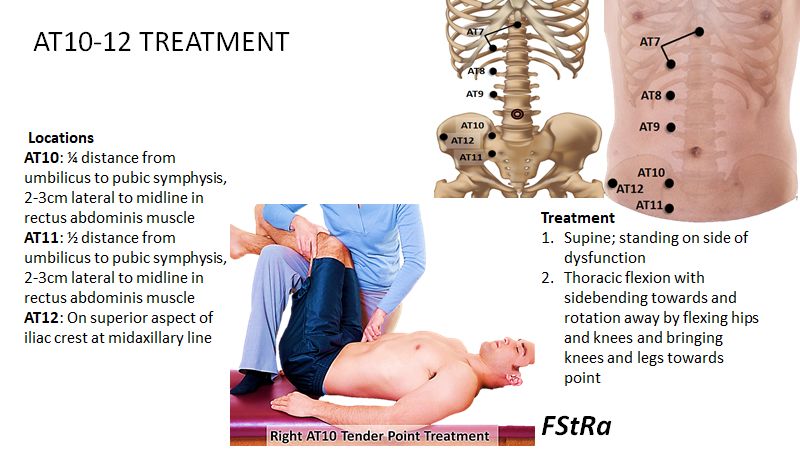 AT10-12 TREATMENT
Locations
AT10: ¼ distance from
umbilicus to pubic symphysis,
2-3cm lateral to midline in
rectus abdominis muscle
AT11: ½ distance from
umbilicus to pubic symphysis,
2-3cm lateral to midline in
rectus abdominis muscle
AT12: On superior aspect of
iliac crest at midaxillary line
AT7
AT8
AT9
AT10
AT12
AT11
AT7
AT8
AT9
AT10
AT12
AT11
Right AT10 Tender Point Treatment
Treatment
1. Supine; standing on side of
dysfunction
2. Thoracic flexion with
sidebending towards and
rotation away by flexing hips
and knees and bringing
knees and legs towards
point
FStRa